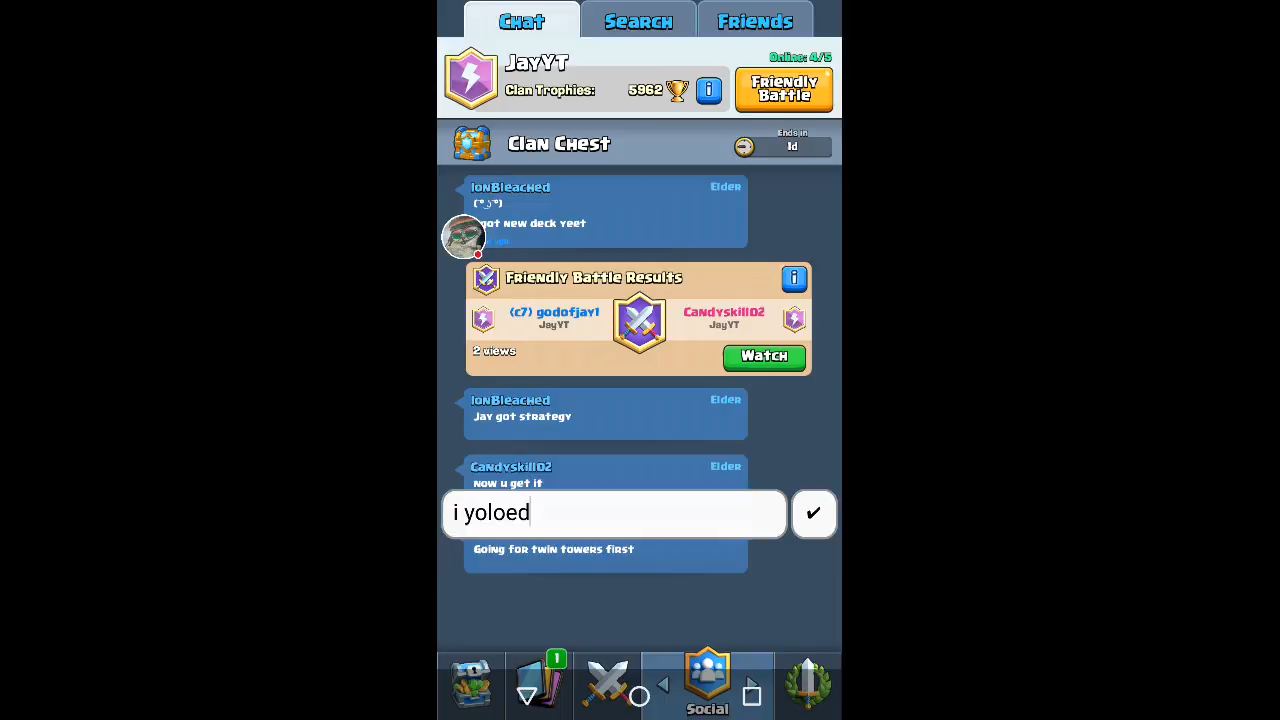 Chat Search Friends
JayYT
Online: 4/5
Clan Trophies: 5962
Friendly Battle
Clan Chest
Ends in
1d
IonBleached Elder
( ͡° ͜ʖ ͡°)
got new deck yeet
Friendly Battle Results
(c7) godofjay1 Candyskill02
JayYT JayYT
2 views
Watch
IonBleached Elder
Jay got strategy
Candyskill02 Elder
now u get it
i yoloed
Going for twin towers first
1
Social